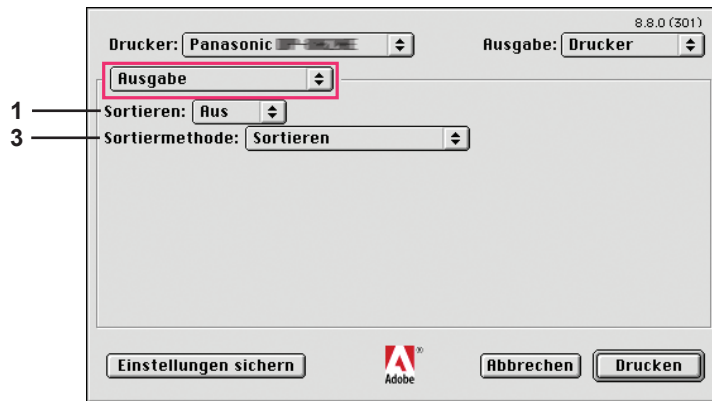 8.8.0 (301)
Drucker: Panasonic
Ausgabe: Drucker
Ausgabe
1 Sortieren: Aus
3 Sortiermethode: Sortieren
Einstellungen sichern
Adobe®
Abbrechen
Drucken